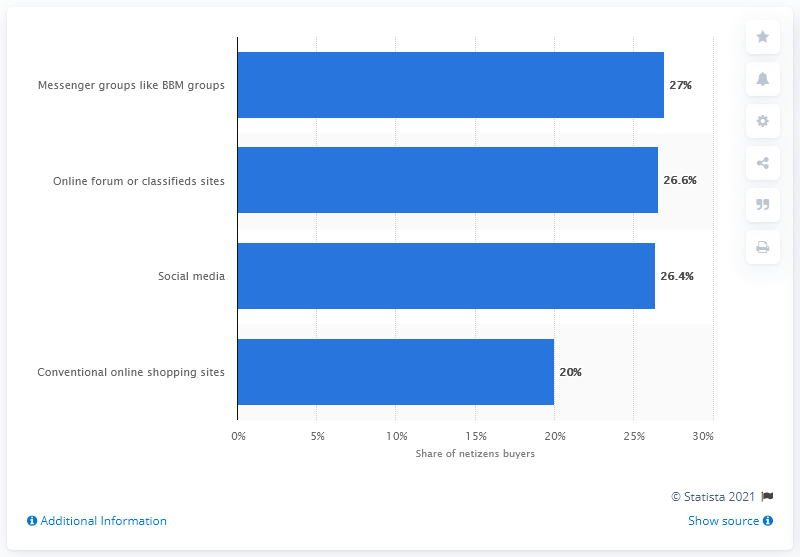 Messenger groups like BBM groups
27%
Online forum or classifieds sites
26.6%
Social media
26.4%
Conventional online shopping sites
20%
0% 5% 10% 15% 20% 25% 30%
Share of netizens buyers
© Statista 2021
Additional Information
Show source